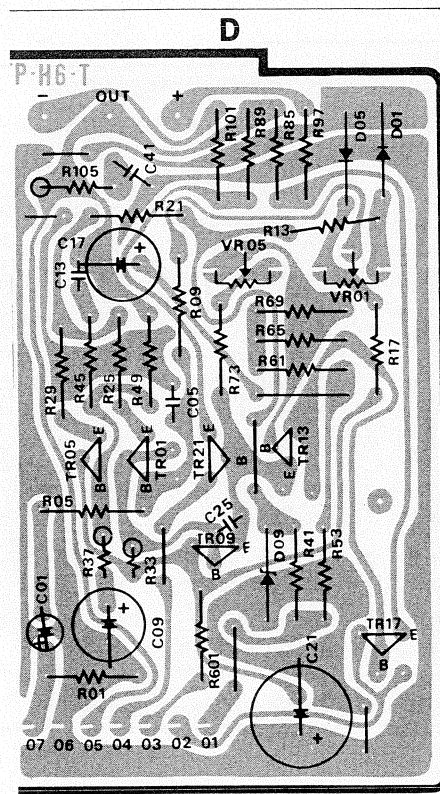 D
P-H6-T
- OUT +
R101 R89 R85 R97 D05 D01
C41
R105
R21
R13
C17 +
VR05
C13
VR01
R09
R69
R65
R61
R73
R17
R29 R45 R25 R49 C05
TR05 E B
TR01 E B
TR21 E B
TR13 B E
R05
C25
TR09 E B
R37 R33 D09 R41 R53
C01 +
C09 +
TR17 E B
R601
C21 +
R01
07 06 05 04 03 02 01